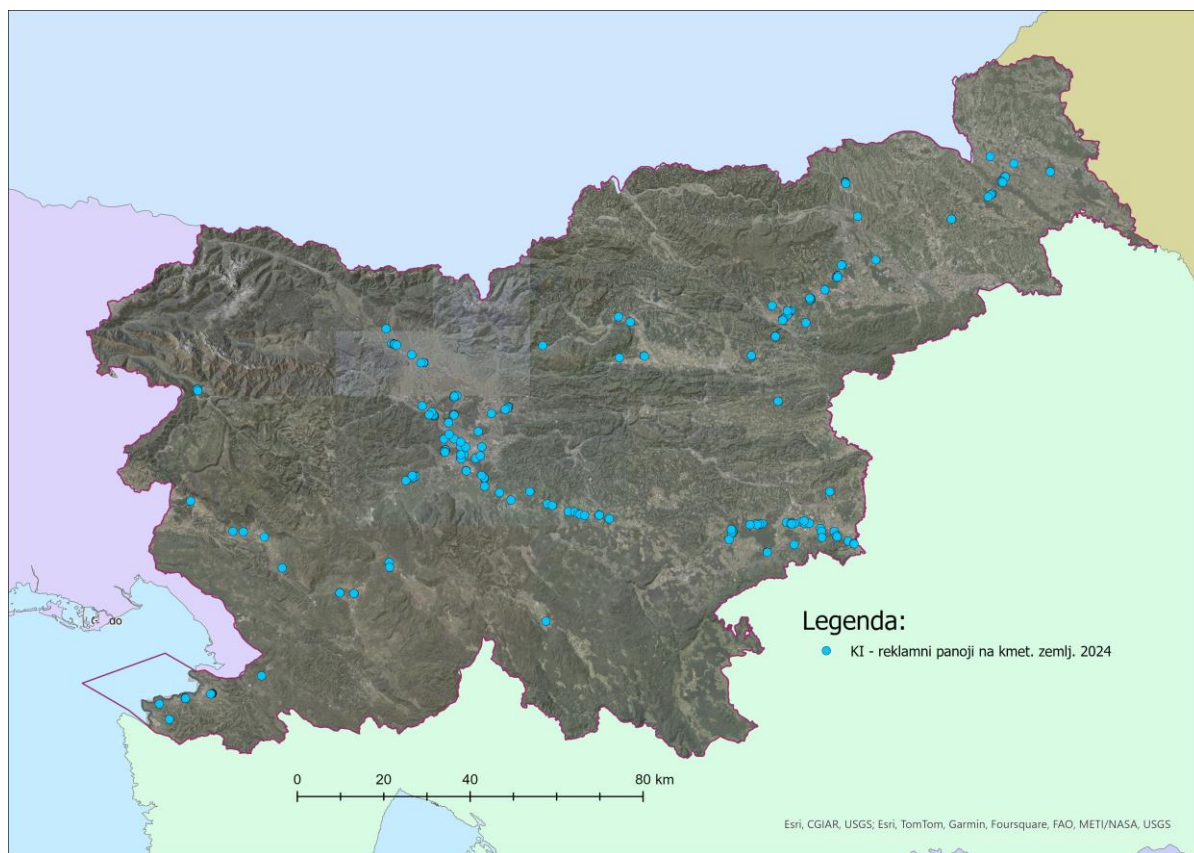 Legenda:
KI - reklamni panoji na kmet. zemlj. 2024
0 20 40 80 km
Esri, CGIAR, USGS; Esri, TomTom, Garmin, Foursquare, FAO, METI/NASA, USGS